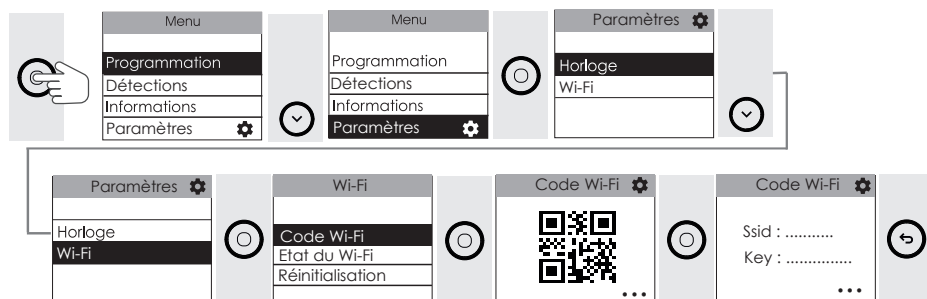 Menu
Programmation
Détections
Informations
Paramètres
Menu
Programmation
Détections
Informations
Paramètres
Paramètres
Horloge
Wi-Fi
Paramètres
Horloge
Wi-Fi
Wi-Fi
Code Wi-Fi
Etat du Wi-Fi
Réinitialisation
Code Wi-Fi
...
Code Wi-Fi
Ssid : ...........
Key : ...............
...